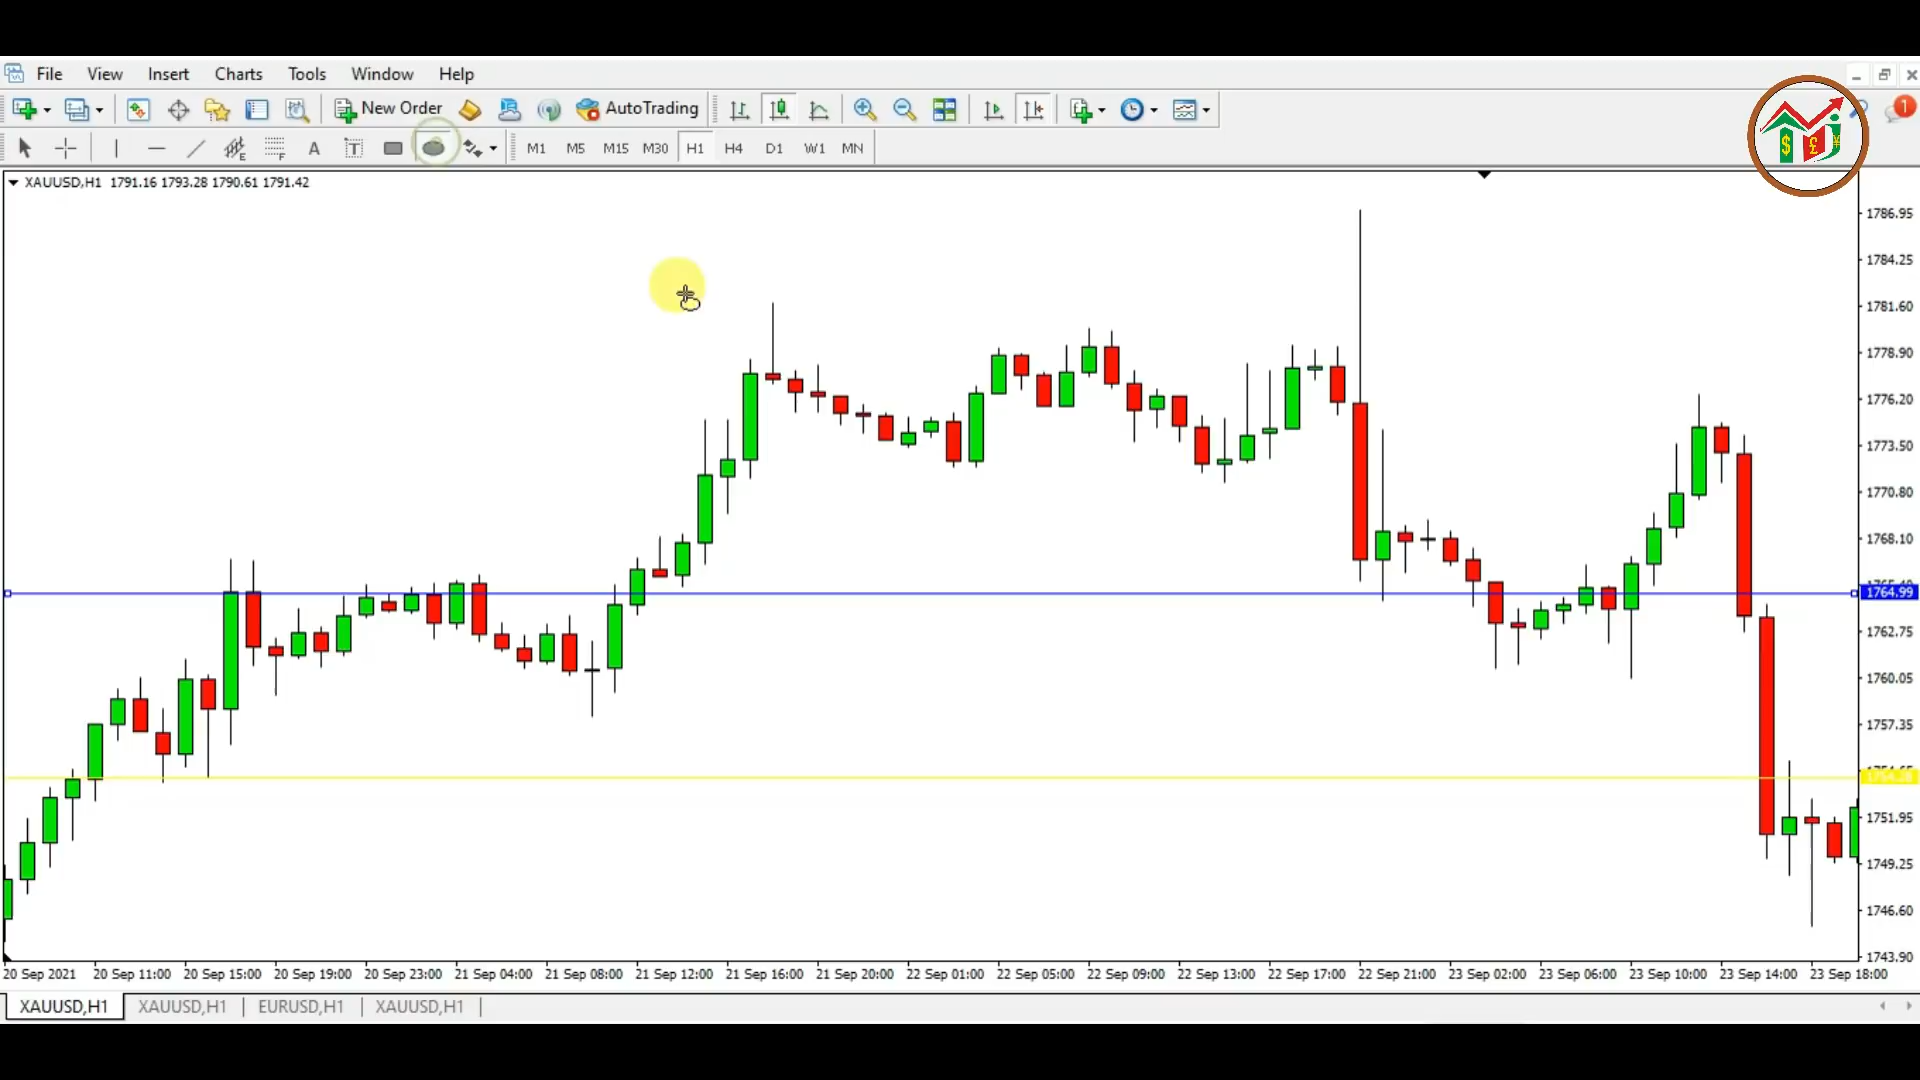 File View Insert Charts Tools Window Help
New Order AutoTrading 1
A T M1 M5 M15 M30 H1 H4 D1 W1 MN
$ £ ¥
XAUUSD,H1 1791.16 1793.28 1790.61 1791.42
1786.95
1784.25
1781.60
1778.90
1776.20
1773.50
1770.80
1768.10
1764.99
1762.75
1760.05
1757.35
1754.28
1751.95
1749.25
1746.60
1743.90
20 Sep 2021 20 Sep 11:00 20 Sep 15:00 20 Sep 19:00 20 Sep 23:00 21 Sep 04:00 21 Sep 08:00 21 Sep 12:00 21 Sep 16:00 21 Sep 20:00 22 Sep 01:00 22 Sep 05:00 22 Sep 09:00 22 Sep 13:00 22 Sep 17:00 22 Sep 21:00 23 Sep 02:00 23 Sep 06:00 23 Sep 10:00 23 Sep 14:00 23 Sep 18:00
XAUUSD,H1 XAUUSD,H1 EURUSD,H1 XAUUSD,H1